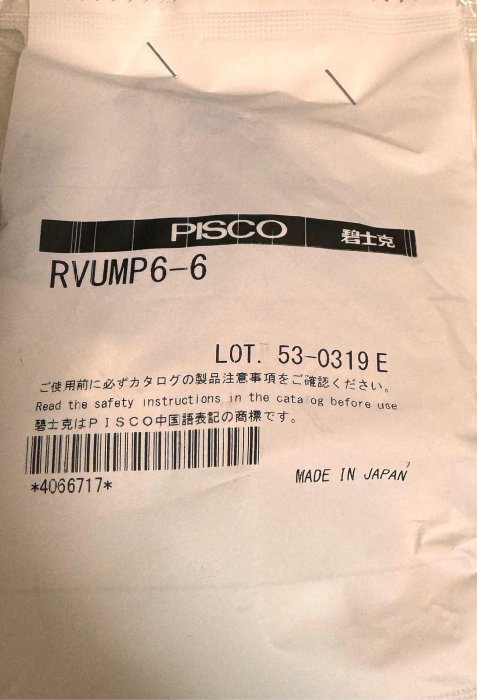 PISCO 碧士克
RVUMP6-6
LOT. 53-0319 E
ご使用前に必ずカタログの製品注意事項をご確認ください。
Read the safety instructions in the catalog before use
碧士克はPISCO中国語表記の商標です。
*4066717*
MADE IN JAPAN